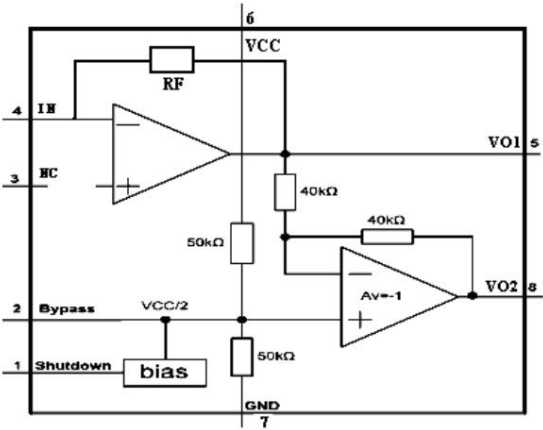 6
VCC
RF
4 IN
VO1 5
3 NC
40kΩ
40kΩ
50kΩ
Av=-1
VO2 8
2 Bypass
VCC/2
50kΩ
1 Shutdown
bias
GND
7